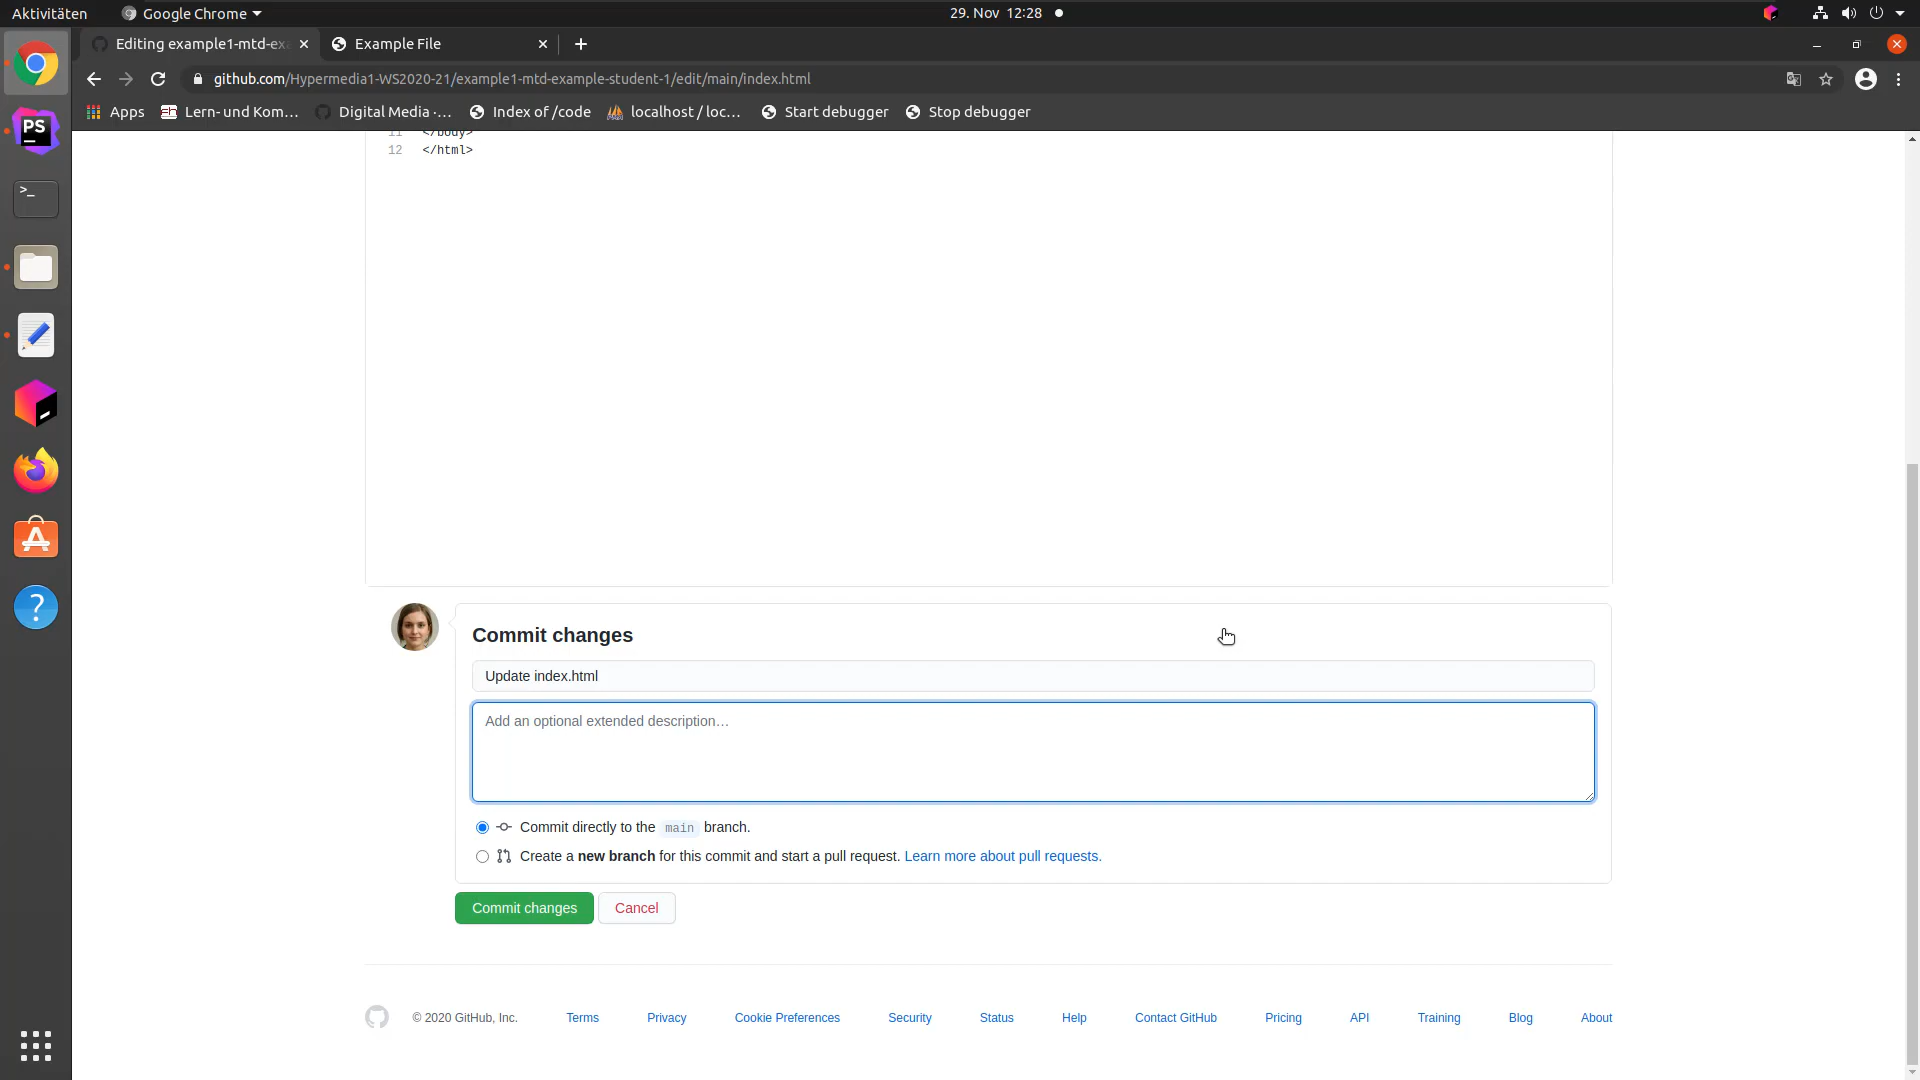 Aktivitäten
Google Chrome
29. Nov 12:28
Editing example1-mtd-exa
Example File
github.com/Hypermedia1-WS2020-21/example1-mtd-example-student-1/edit/main/index.html
Apps
Lern- und Kom...
Digital Media -...
Index of /code
localhost / loc...
Start debugger
Stop debugger
PS
11 </body>
12 </html>
>_
Commit changes
Update index.html
Add an optional extended description…
Commit directly to the main branch.
Create a new branch for this commit and start a pull request. Learn more about pull requests.
Commit changes
Cancel
© 2020 GitHub, Inc.
Terms
Privacy
Cookie Preferences
Security
Status
Help
Contact GitHub
Pricing
API
Training
Blog
About